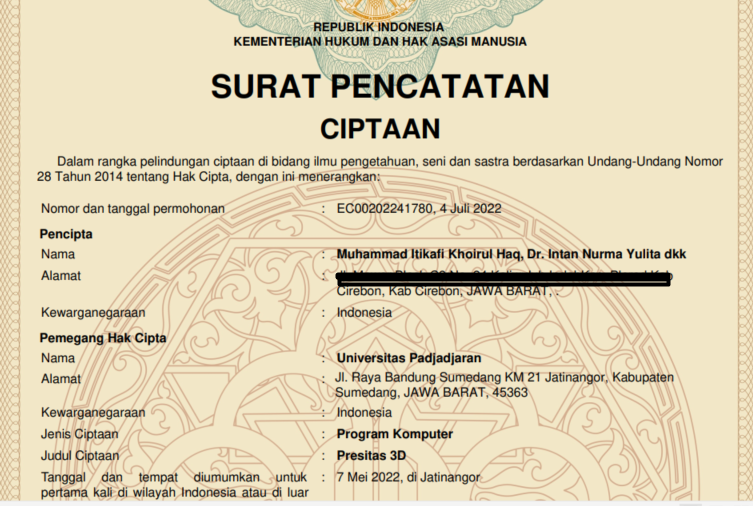 REPUBLIK INDONESIA
KEMENTERIAN HUKUM DAN HAK ASASI MANUSIA
SURAT PENCATATAN
CIPTAAN
Dalam rangka pelindungan ciptaan di bidang ilmu pengetahuan, seni dan sastra berdasarkan Undang-Undang Nomor
28 Tahun 2014 tentang Hak Cipta, dengan ini menerangkan:
Nomor dan tanggal permohonan : EC00202241780, 4 Juli 2022
Pencipta
Nama : Muhammad Itikafi Khoirul Haq, Dr. Intan Nurma Yulita dkk
Alamat :
Cirebon, Kab Cirebon, JAWA BARAT, .
Kewarganegaraan : Indonesia
Pemegang Hak Cipta
Nama : Universitas Padjadjaran
Alamat : Jl. Raya Bandung Sumedang KM 21 Jatinangor, Kabupaten
Sumedang, JAWA BARAT, 45363
Kewarganegaraan : Indonesia
Jenis Ciptaan : Program Komputer
Judul Ciptaan : Presitas 3D
Tanggal dan tempat diumumkan untuk : 7 Mei 2022, di Jatinangor
pertama kali di wilayah Indonesia atau di luar